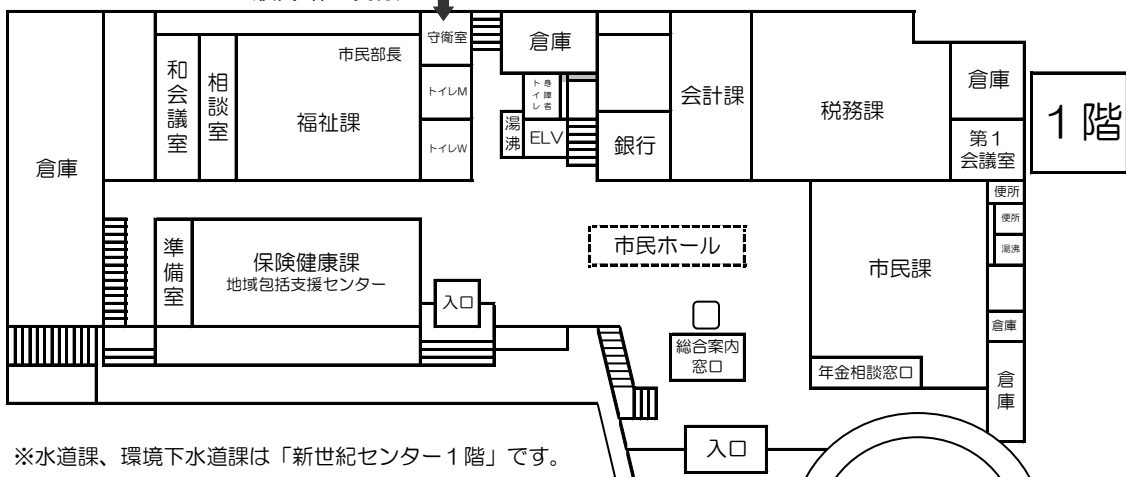 守衛室
倉庫
市民部長
和会議室
相談室
福祉課
トイレM
トイレW
身障者
トイレ
湯沸
ELV
銀行
会計課
税務課
倉庫
第1
会議室
1階
倉庫
便所
便所
湯沸
準備室
保険健康課
地域包括支援センター
市民ホール
市民課
入口
総合案内
窓口
倉庫
年金相談窓口
倉庫
入口
※水道課、環境下水道課は「新世紀センター1階」です。